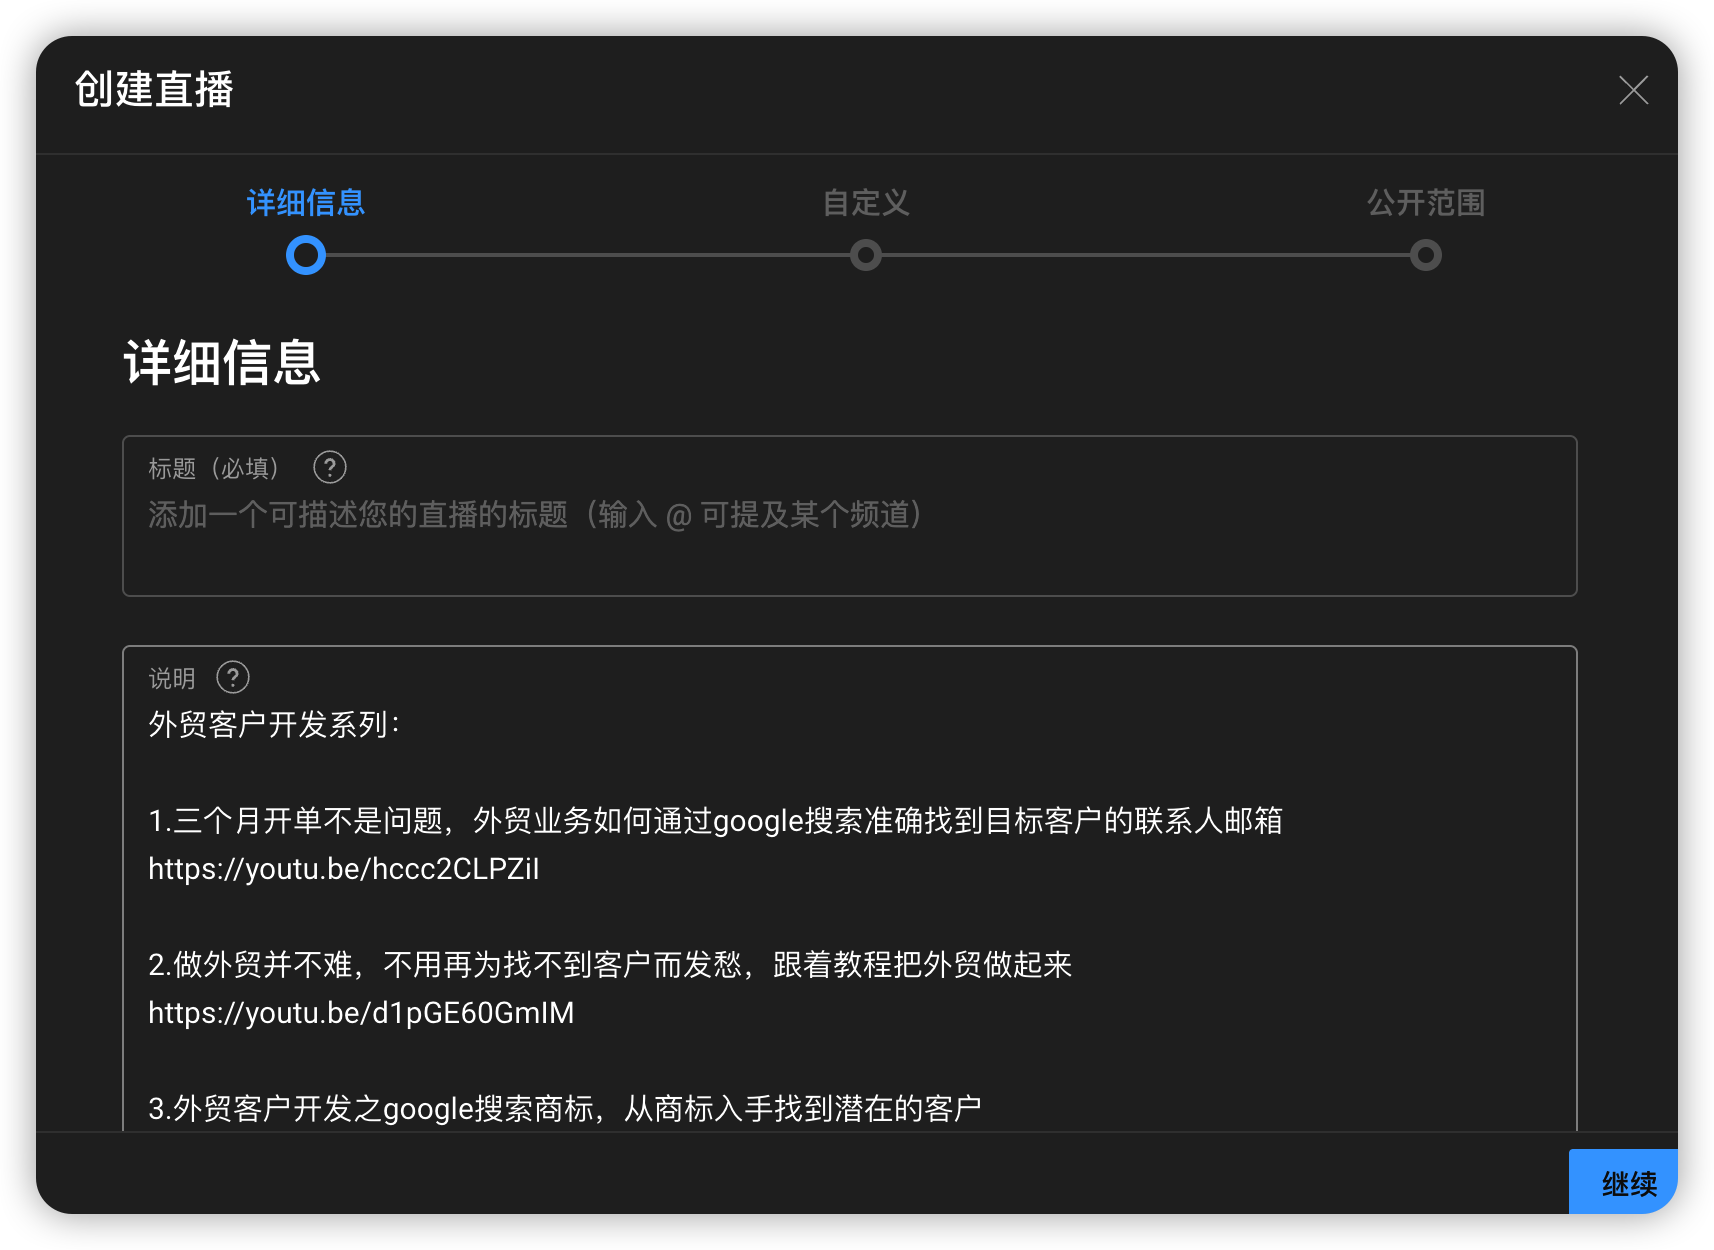 创建直播
详细信息
自定义
公开范围
详细信息
标题（必填） ?
添加一个可描述您的直播的标题（输入 @ 可提及某个频道）
说明 ?
外贸客户开发系列：
1.三个月开单不是问题，外贸业务如何通过google搜索准确找到目标客户的联系人邮箱
https://youtu.be/hccc2CLPZiI
2.做外贸并不难，不用再为找不到客户而发愁，跟着教程把外贸做起来
https://youtu.be/d1pGE60GmIM
3.外贸客户开发之google搜索商标，从商标入手找到潜在的客户
继续